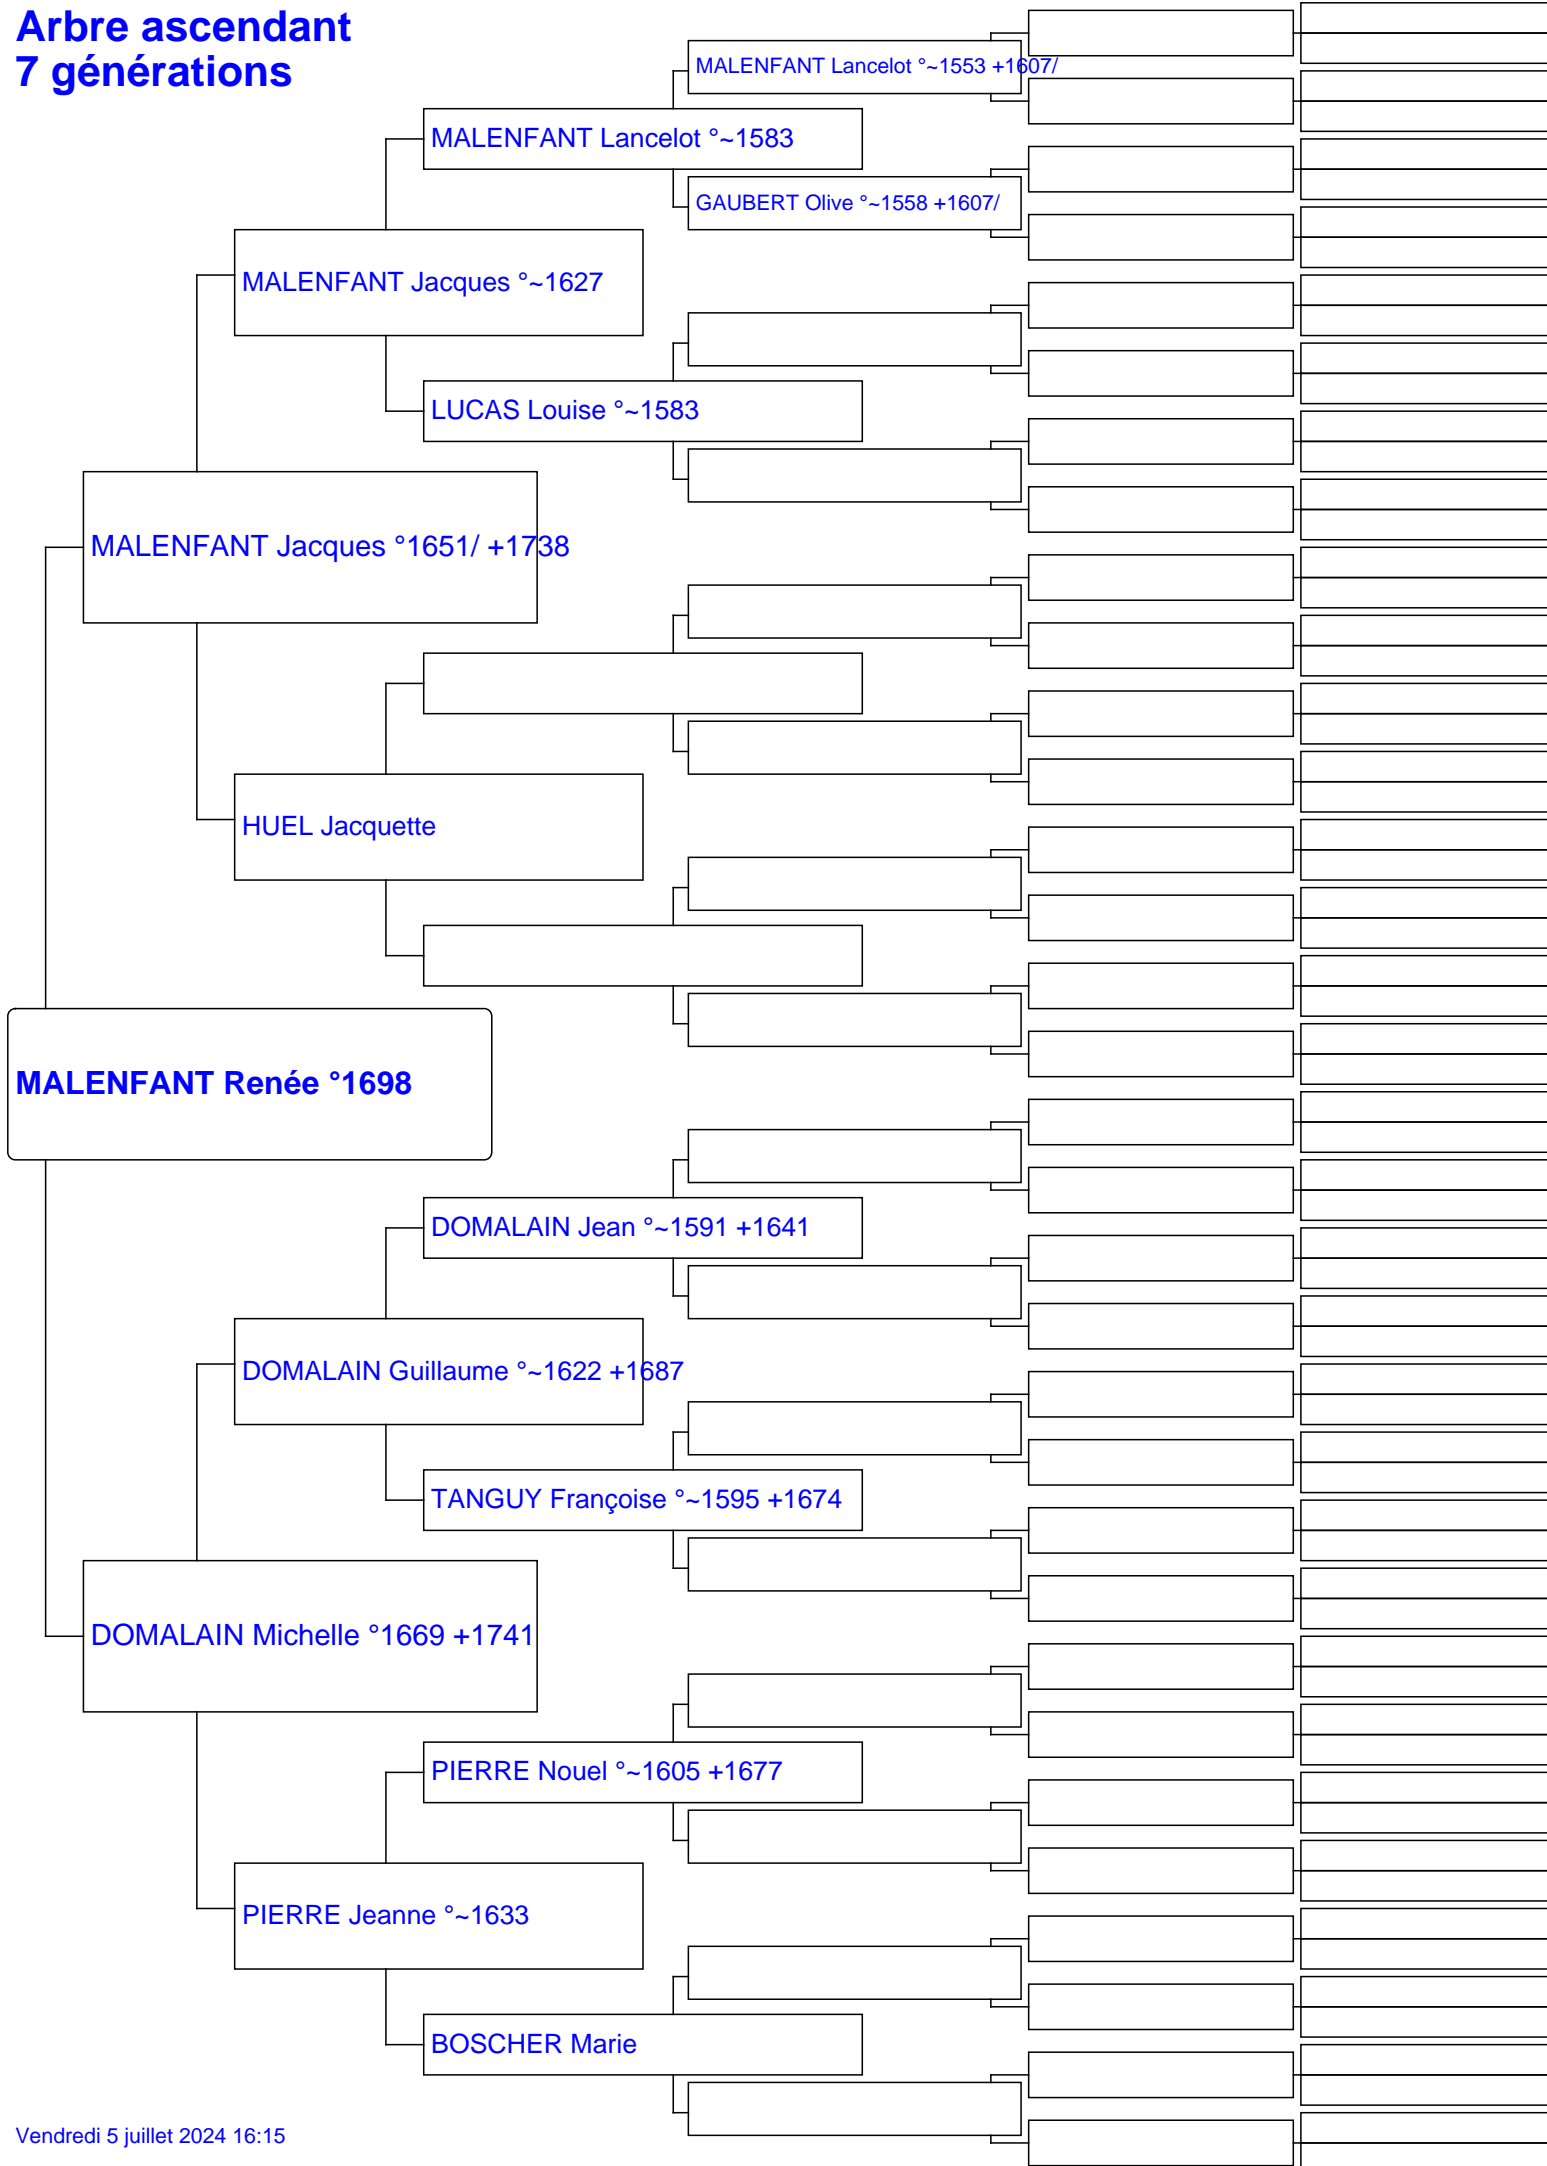 Arbre ascendant
7 générations
MALENFANT Lancelot °~1553 +1607/
MALENFANT Lancelot °~1583
GAUBERT Olive °~1558 +1607/
MALENFANT Jacques °~1627
LUCAS Louise °~1583
MALENFANT Jacques °1651/ +1738
HUEL Jacquette
MALENFANT Renée °1698
DOMALAIN Jean °~1591 +1641
DOMALAIN Guillaume °~1622 +1687
TANGUY Françoise °~1595 +1674
DOMALAIN Michelle °1669 +1741
PIERRE Nouel °~1605 +1677
PIERRE Jeanne °~1633
BOSCHER Marie
Vendredi 5 juillet 2024 16:15